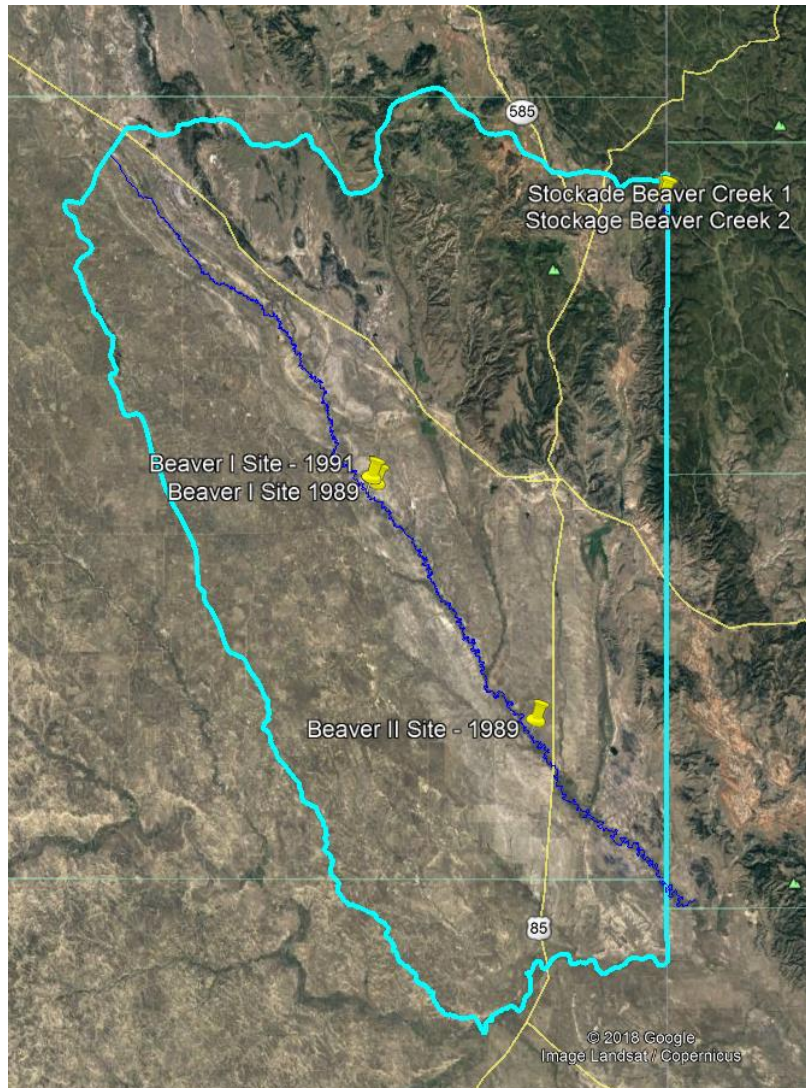 585
Stockade Beaver Creek 1
Stockage Beaver Creek 2
Beaver I Site - 1991
Beaver I Site 1989
Beaver II Site - 1989
85
© 2018 Google
Image Landsat / Copernicus